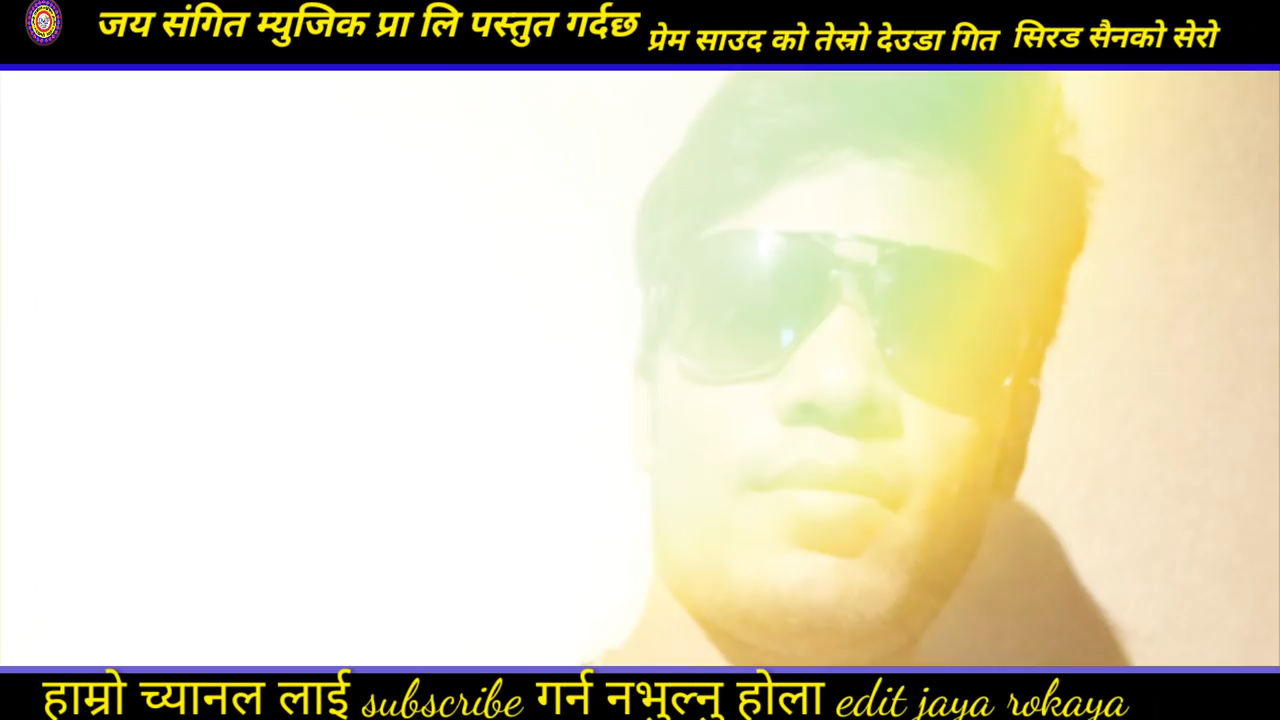 जय संगित म्युजिक प्रा लि पस्तुत गर्दछ प्रेम साउद को तेस्रो देउडा गित सिरड सैनको सेरो
हाम्रो च्यानल लाई subscribe गर्न नभुल्नु होला edit jaya rokaya